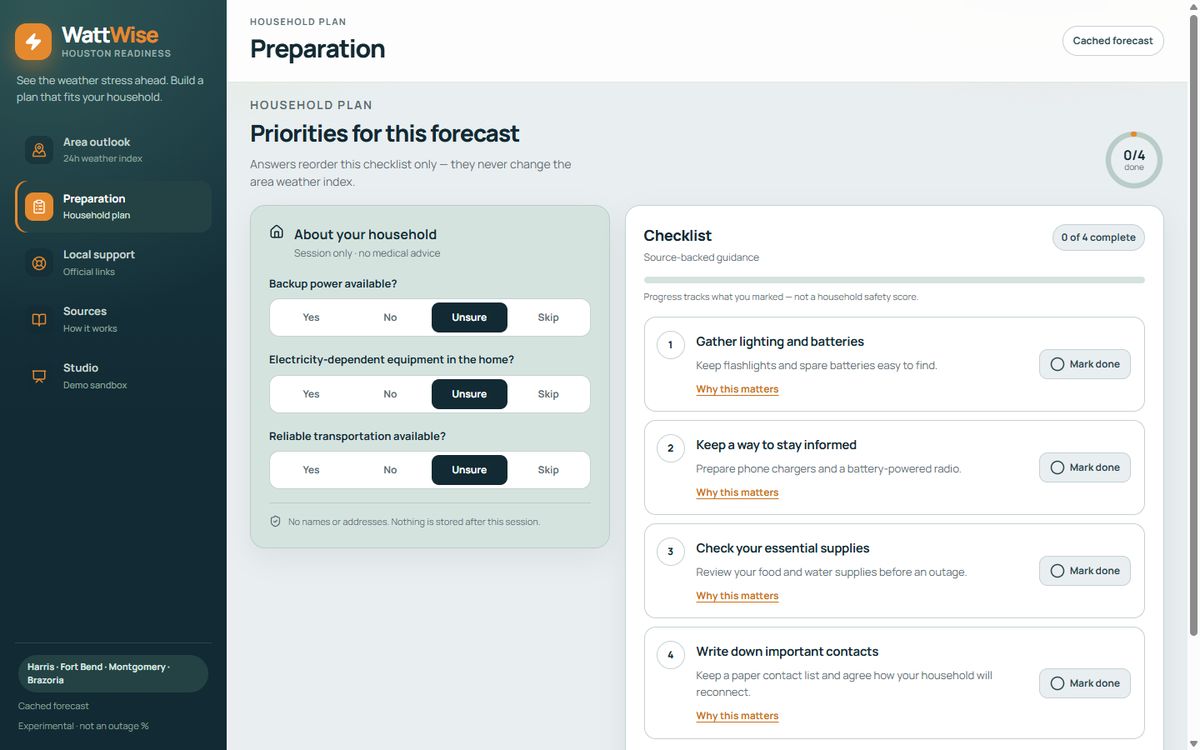 WattWise
HOUSTON READINESS
See the weather stress ahead. Build a
plan that fits your household.
Area outlook
24h weather index
Preparation
Household plan
Local support
Official links
Sources
How it works
Studio
Demo sandbox
Harris · Fort Bend · Montgomery ·
Brazoria
Cached forecast
Experimental · not an outage %
HOUSEHOLD PLAN
Preparation
Cached forecast
HOUSEHOLD PLAN
Priorities for this forecast
Answers reorder this checklist only — they never change the
area weather index.
0/4
done
About your household
Session only · no medical advice
Backup power available?
Yes No Unsure Skip
Electricity-dependent equipment in the home?
Yes No Unsure Skip
Reliable transportation available?
Yes No Unsure Skip
No names or addresses. Nothing is stored after this session.
Checklist
0 of 4 complete
Source-backed guidance
Progress tracks what you marked — not a household safety score.
1
Gather lighting and batteries
Keep flashlights and spare batteries easy to find.
Why this matters
Mark done
2
Keep a way to stay informed
Prepare phone chargers and a battery-powered radio.
Why this matters
Mark done
3
Check your essential supplies
Review your food and water supplies before an outage.
Why this matters
Mark done
4
Write down important contacts
Keep a paper contact list and agree how your household will
reconnect.
Why this matters
Mark done